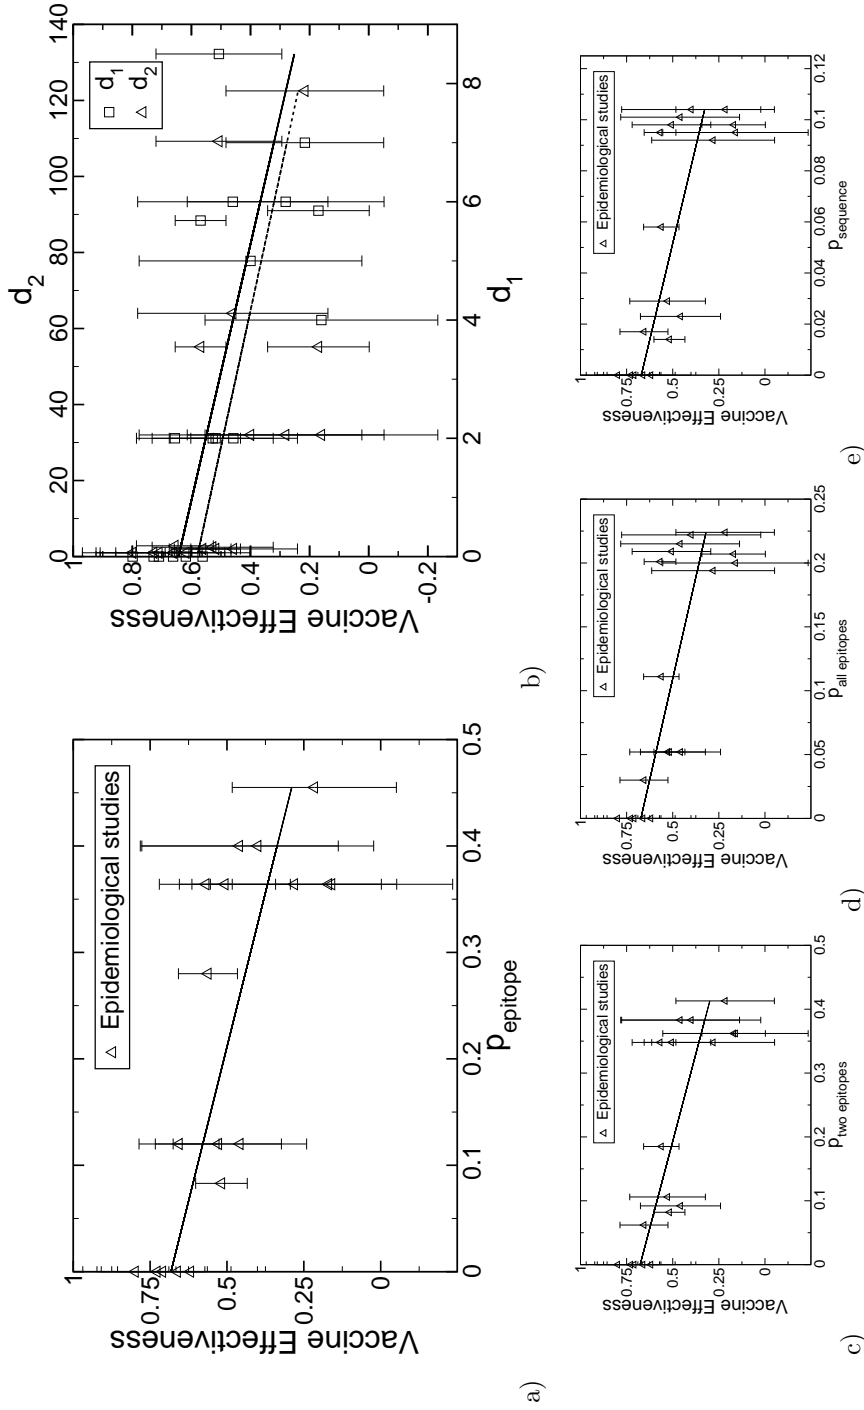 1
0.75
0.5
0.25
0
Vaccine Effectiveness
0
0.1
0.2
0.3
0.4
0.5
p_epitope
Epidemiological studies
a)
d_2
0
20
40
60
80
100
120
140
d_1
d_2
1
0.8
0.6
0.4
0.2
0
-0.2
Vaccine Effectiveness
0
2
4
6
8
d_1
b)
1
0.75
0.5
0.25
0
Vaccine Effectiveness
0
0.1
0.2
0.3
0.4
0.5
p_two epitopes
Epidemiological studies
c)
1
0.75
0.5
0.25
0
Vaccine Effectiveness
0
0.05
0.1
0.15
0.2
0.25
p_all epitopes
Epidemiological studies
d)
1
0.75
0.5
0.25
0
Vaccine Effectiveness
0
0.02
0.04
0.06
0.08
0.1
0.12
p_sequence
Epidemiological studies
e)